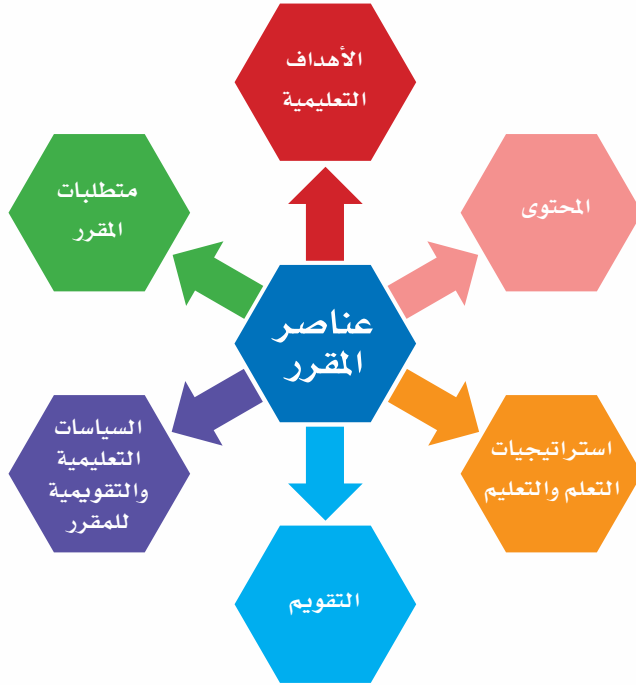 الأهداف
التعليمية
المحتوى
استراتيجيات
التعلم والتعليم
التقويم
السياسات
التعليمية
والتقويمية
للمقرر
متطلبات
المقرر
عناصر
المقرر